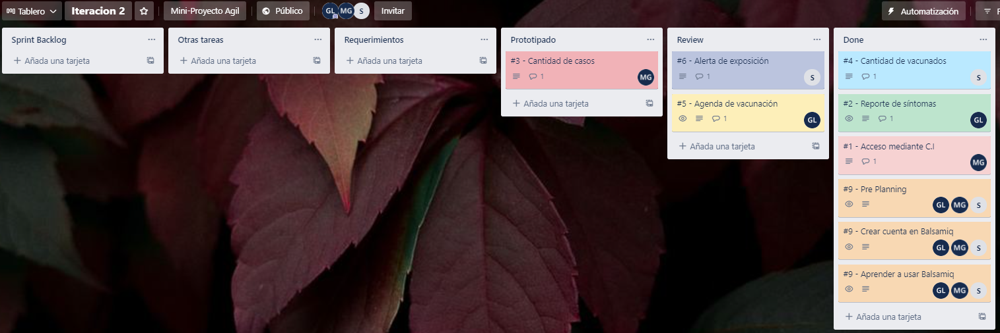 Tablero
Iteracion 2
Mini-Proyecto Agil
Público
GL MG S
Invitar
Automatización
Sprint Backlog
+ Añada una tarjeta
Otras tareas
+ Añada una tarjeta
Requerimientos
+ Añada una tarjeta
Prototipado
#3 - Cantidad de casos
1
MG
+ Añada una tarjeta
Review
#6 - Alerta de exposición
1
S
#5 - Agenda de vacunación
1
GL
+ Añada una tarjeta
Done
#4 - Cantidad de vacunados
1
S
#2 - Reporte de síntomas
1
GL
#1 - Acceso mediante C.I
1
MG
#9 - Pre Planning
GL MG S
#9 - Crear cuenta en Balsamiq
GL MG S
#9 - Aprender a usar Balsamiq
GL MG S
+ Añada una tarjeta